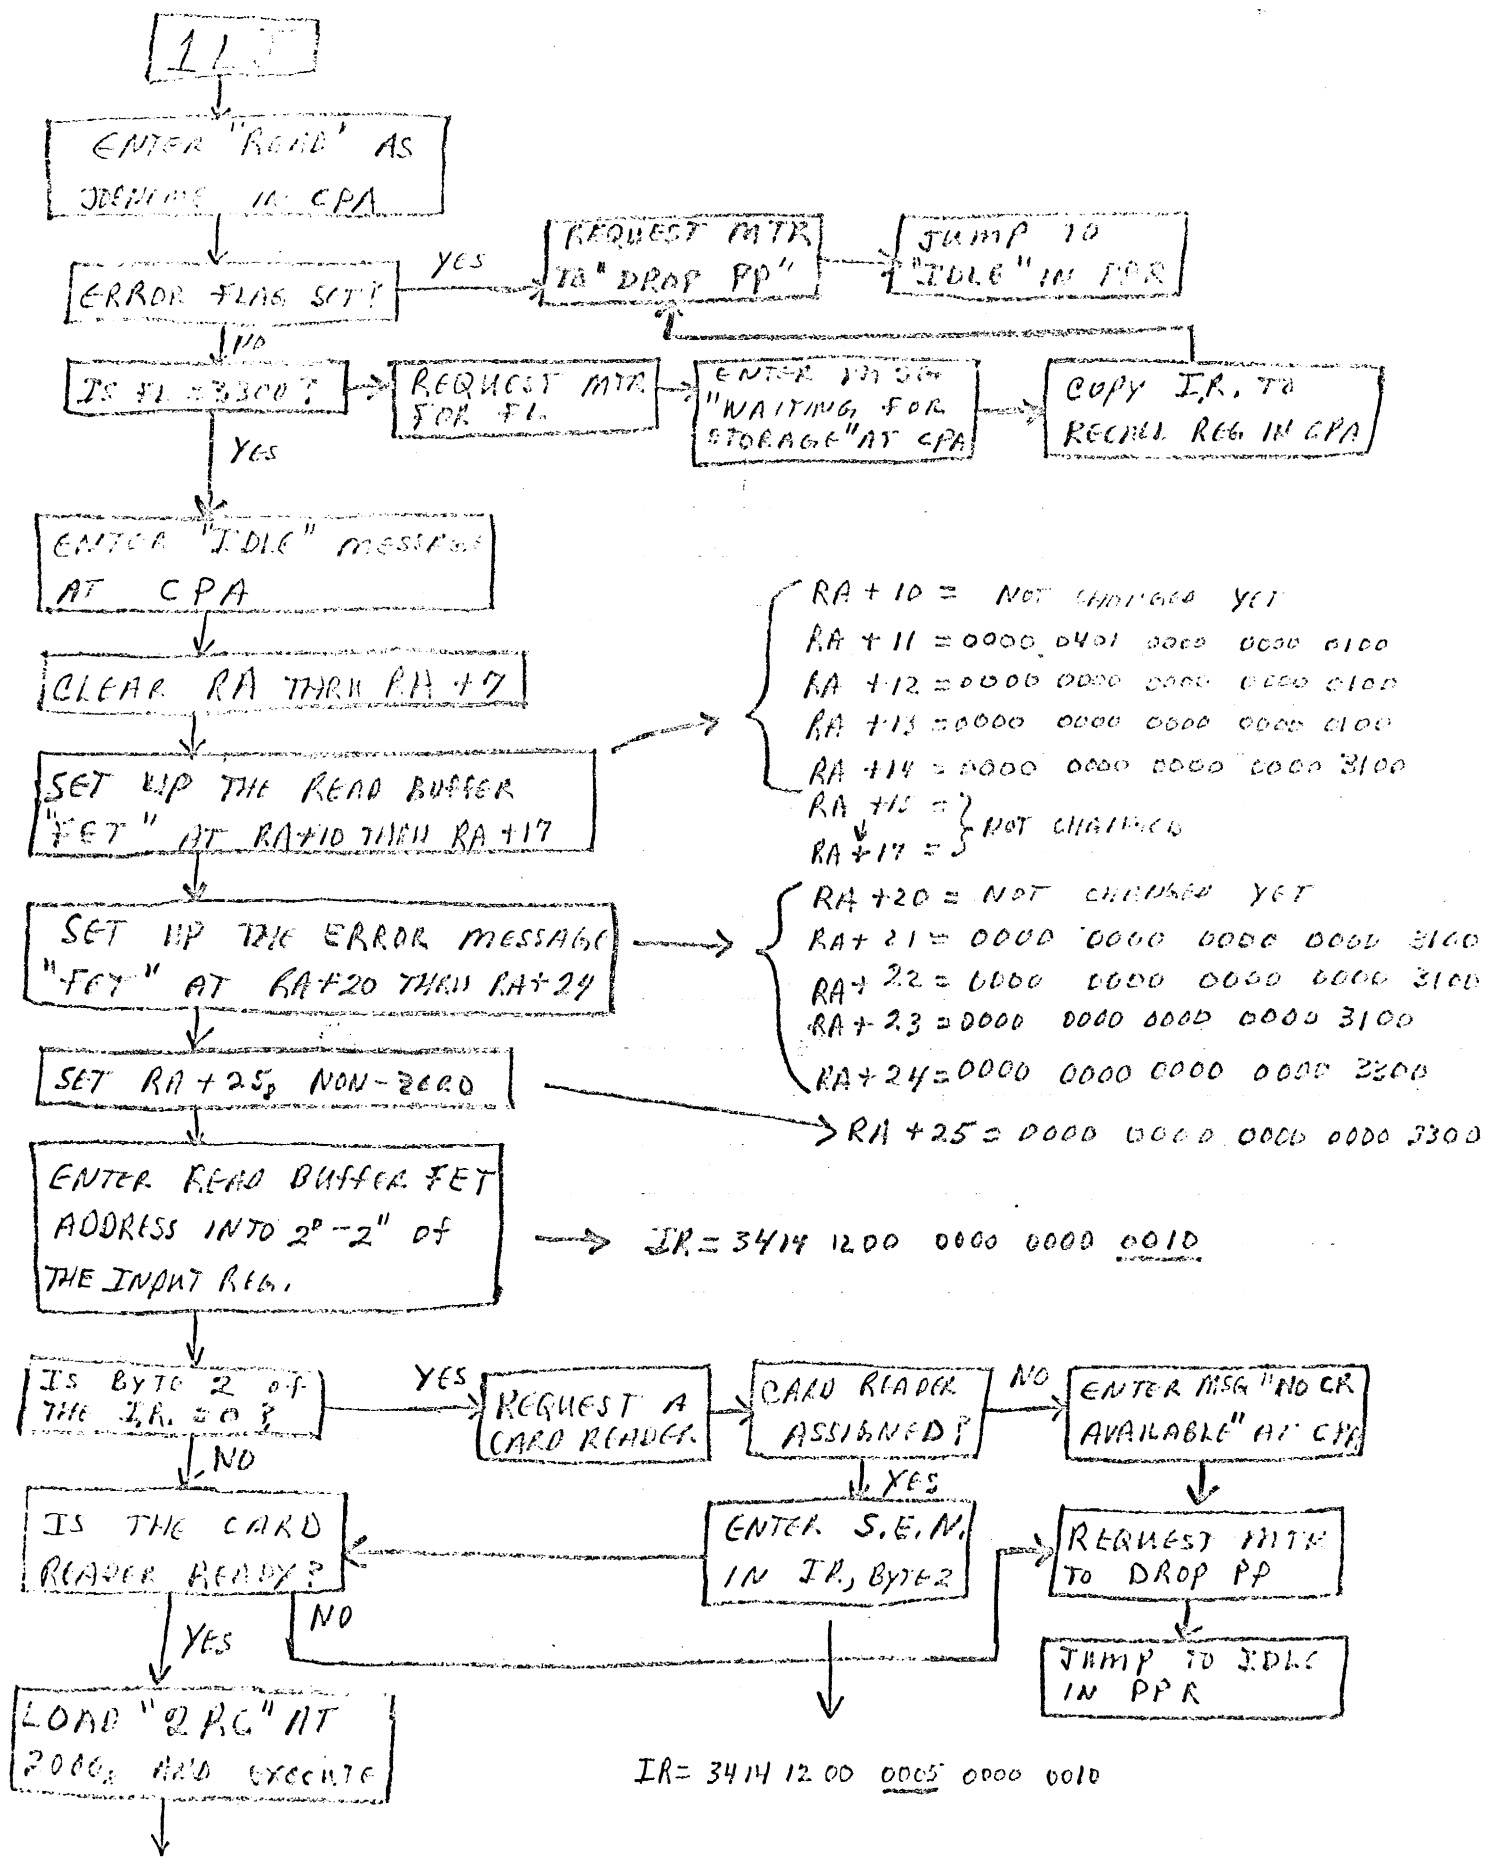 1L
ENTER "READ" AS
JOBNAME IN CPA
ERROR FLAG SET?
YES
REQUEST MTR
TO "DROP PP"
JUMP TO
"IDLE" IN PPR
NO
IS FL = 3300?
REQUEST MTR
FOR FL
ENTER MSG
"WAITING FOR
STORAGE" AT CPA
COPY I.R. TO
RECALL REG IN CPA
YES
ENTER "IDLE" MESSAGE
AT CPA
CLEAR RA THRU RA +7
SET UP THE READ BUFFER
"FET" AT RA+10 THRU RA +17
RA + 10 = NOT CHANGED YET
RA + 11 = 0000 0401 0000 0000 0100
RA +12 = 0000 0000 0000 0000 0100
RA +13 = 0000 0000 0000 0000 0100
RA +14 = 0000 0000 0000 0000 3100
RA +15 =
RA +17 =
NOT CHANGED
SET UP THE ERROR MESSAGE
"FET" AT RA+20 THRU RA+24
RA +20 = NOT CHANGED YET
RA+ 21 = 0000 0000 0000 0000 3100
RA+ 22 = 0000 0000 0000 0000 3100
RA+ 23 = 0000 0000 0000 0000 3100
RA+ 24 = 0000 0000 0000 0000 3300
SET RA + 25₈ NON-ZERO
RA +25 = 0000 0000 0000 0000 3300
ENTER READ BUFFER FET
ADDRESS INTO 2⁰-2¹¹ of
THE INPUT REG.
IR = 3414 1200 0000 0000 0010
IS BYTE 2 of
THE I.R. = 0?
YES
REQUEST A
CARD READER
CARD READER
ASSIGNED?
NO
ENTER MSG "NO CR
AVAILABLE" AT CPA
NO
YES
IS THE CARD
READER READY?
ENTER S.E.N.
IN IR, BYTE2
REQUEST MTR
TO DROP PP
YES
NO
JUMP TO IDLE
IN PPR
LOAD "2RC" AT
2000₈ AND EXECUTE
IR= 3414 1200 0005 0000 0010